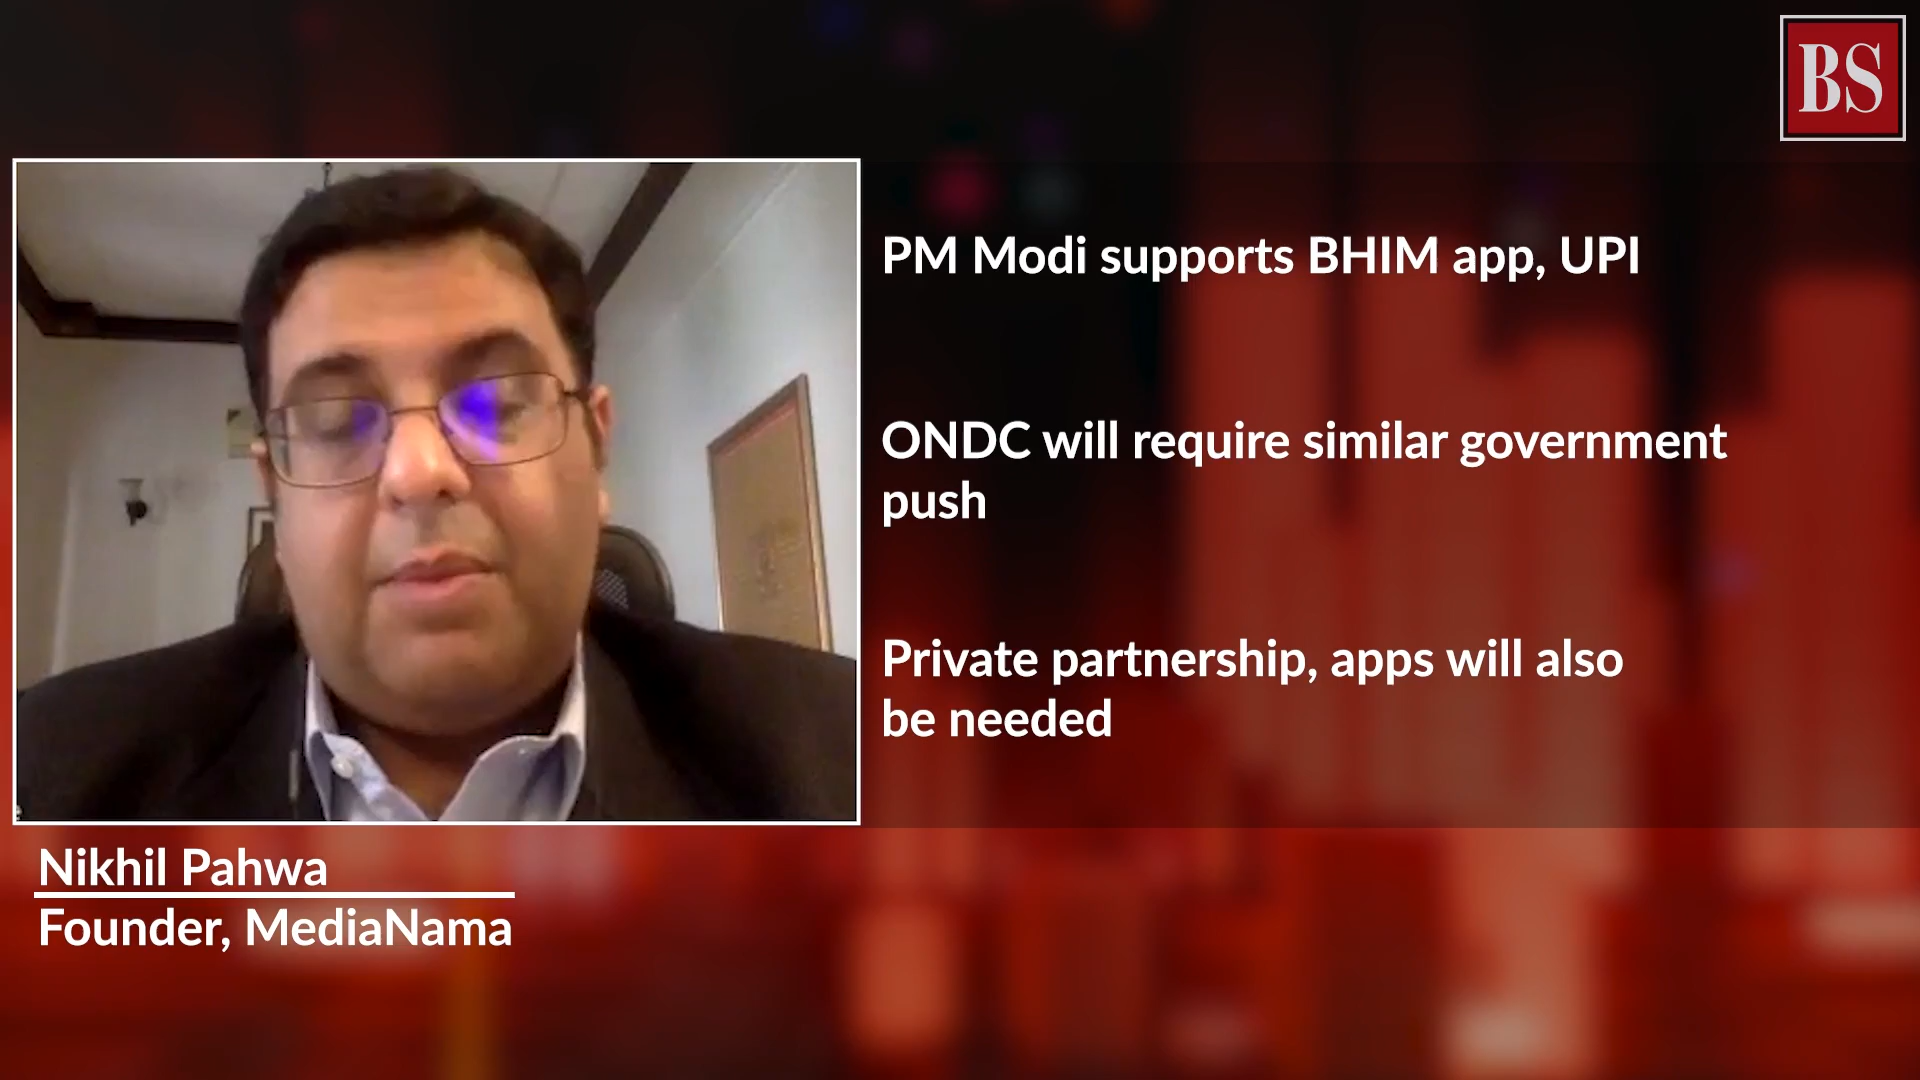 BS
PM Modi supports BHIM app, UPI
ONDC will require similar government
push
Private partnership, apps will also
be needed
Nikhil Pahwa
Founder, MediaNama